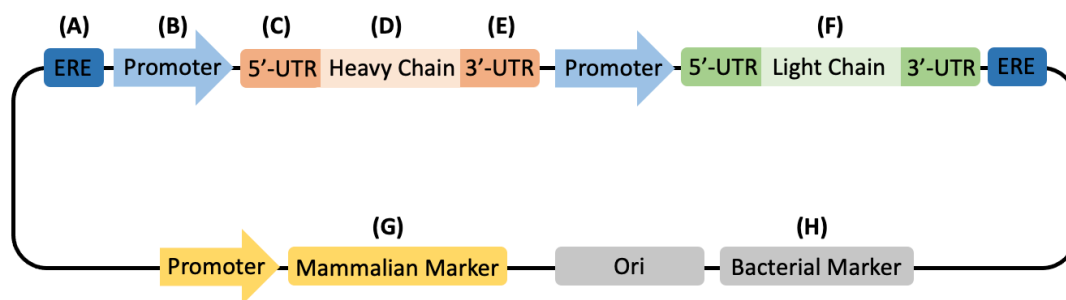 (A) (B) (C) (D) (E) (F)
ERE Promoter 5’-UTR Heavy Chain 3’-UTR Promoter 5’-UTR Light Chain 3’-UTR ERE
(G) (H)
Promoter Mammalian Marker Ori Bacterial Marker